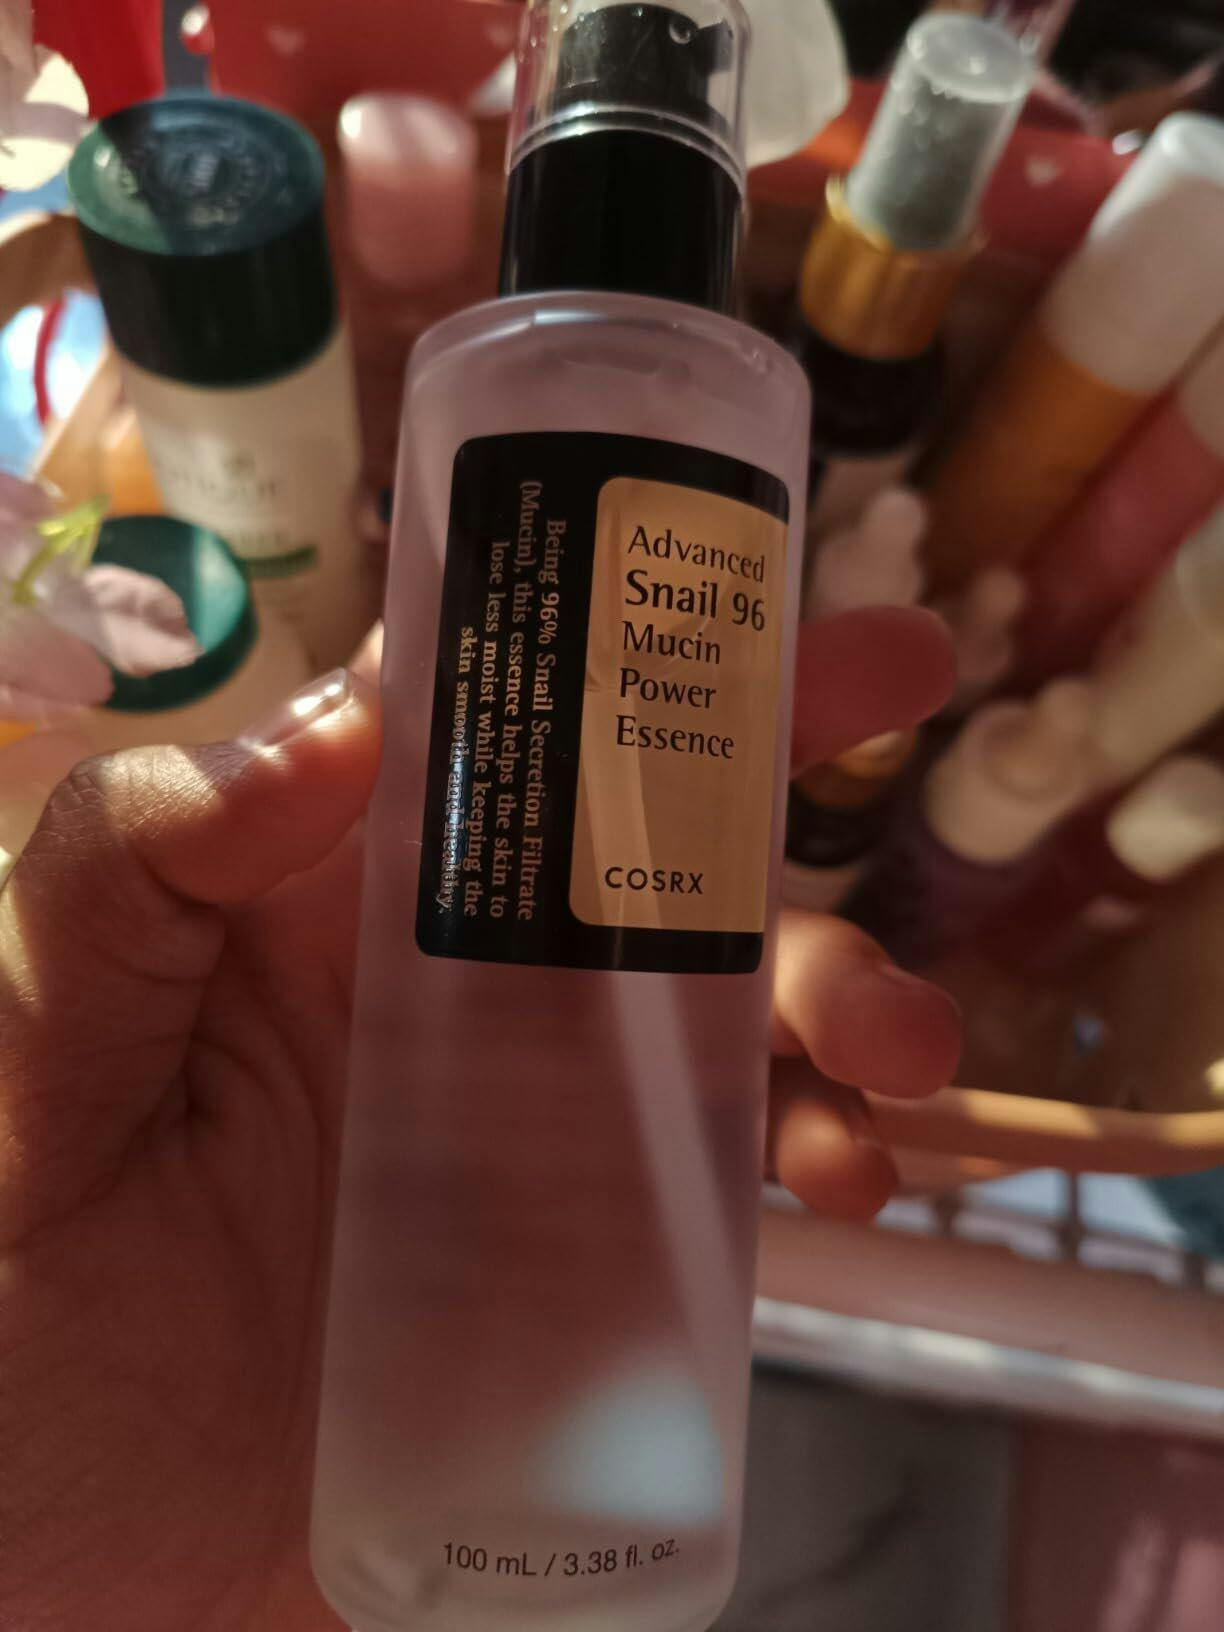 Advanced
Snail 96
Mucin
Power
Essence
COSRX
Being 96% Snail Secretion Filtrate
(Mucin), this essence helps the skin to
lose less moist while keeping the
skin smooth and healthy.
100 mL / 3.38 fl. oz.